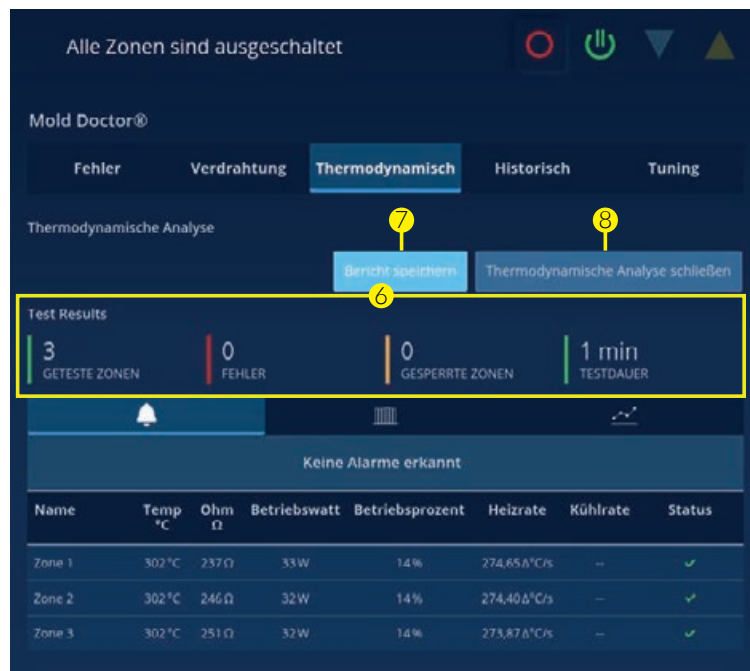 Alle Zonen sind ausgeschaltet
Mold Doctor®
Fehler Verdrahtung Thermodynamisch Historisch Tuning
Thermodynamische Analyse
7 8
Bericht speichern Thermodynamische Analyse schließen
6
Test Results
3 0 0 1 min
GETESTE ZONEN FEHLER GESPERRTE ZONEN TESTDAUER
Keine Alarme erkannt
Name Temp °C Ohm Ω Betriebswatt Betriebsprozent Heizrate Kühlrate Status
Zone 1 302°C 237Ω 33W 14% 274,65Δ°C/s --
Zone 2 302°C 246Ω 32W 14% 274,40Δ°C/s --
Zone 3 302°C 251Ω 32W 14% 273,87Δ°C/s --